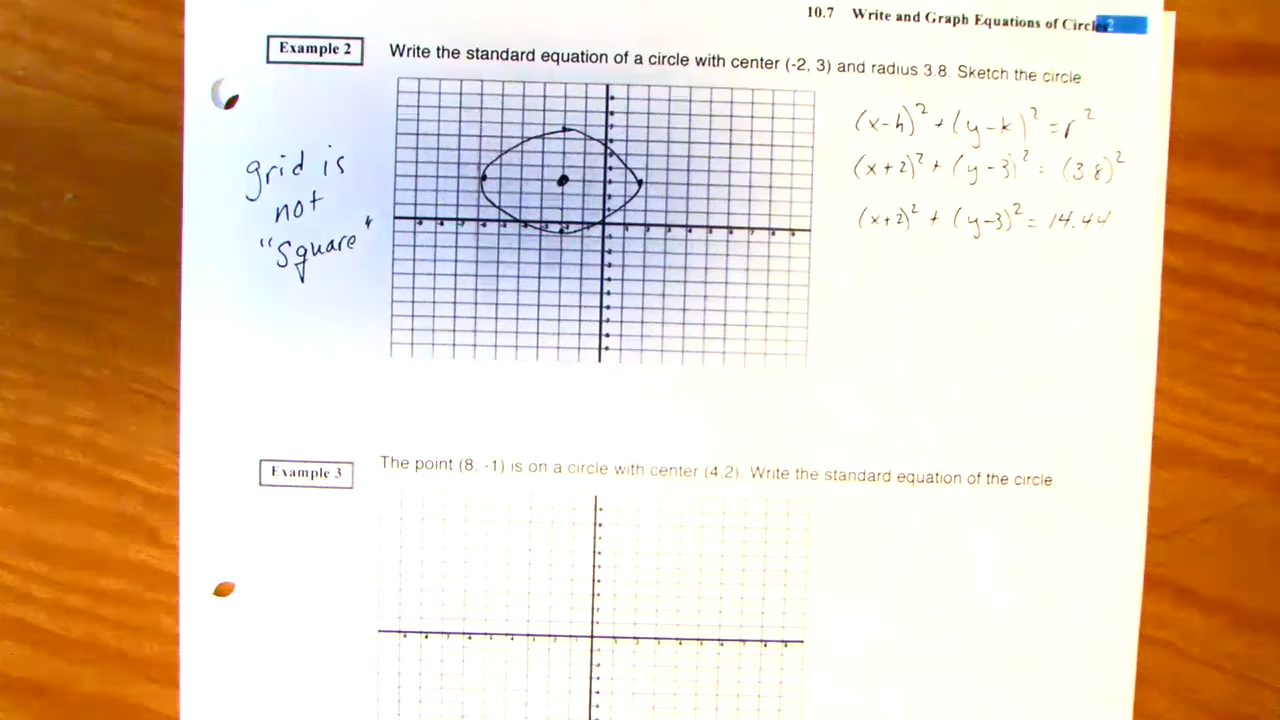 10.7 Write and Graph Equations of Circles 2
Example 2
Write the standard equation of a circle with center (-2, 3) and radius 3.8. Sketch the circle.
grid is
not
"Square"
(x-h)² + (y-k)² = r²
(x+2)² + (y-3)² = (3.8)²
(x+2)² + (y-3)² = 14.44
Example 3
The point (8, -1) is on a circle with center (4,2). Write the standard equation of the circle